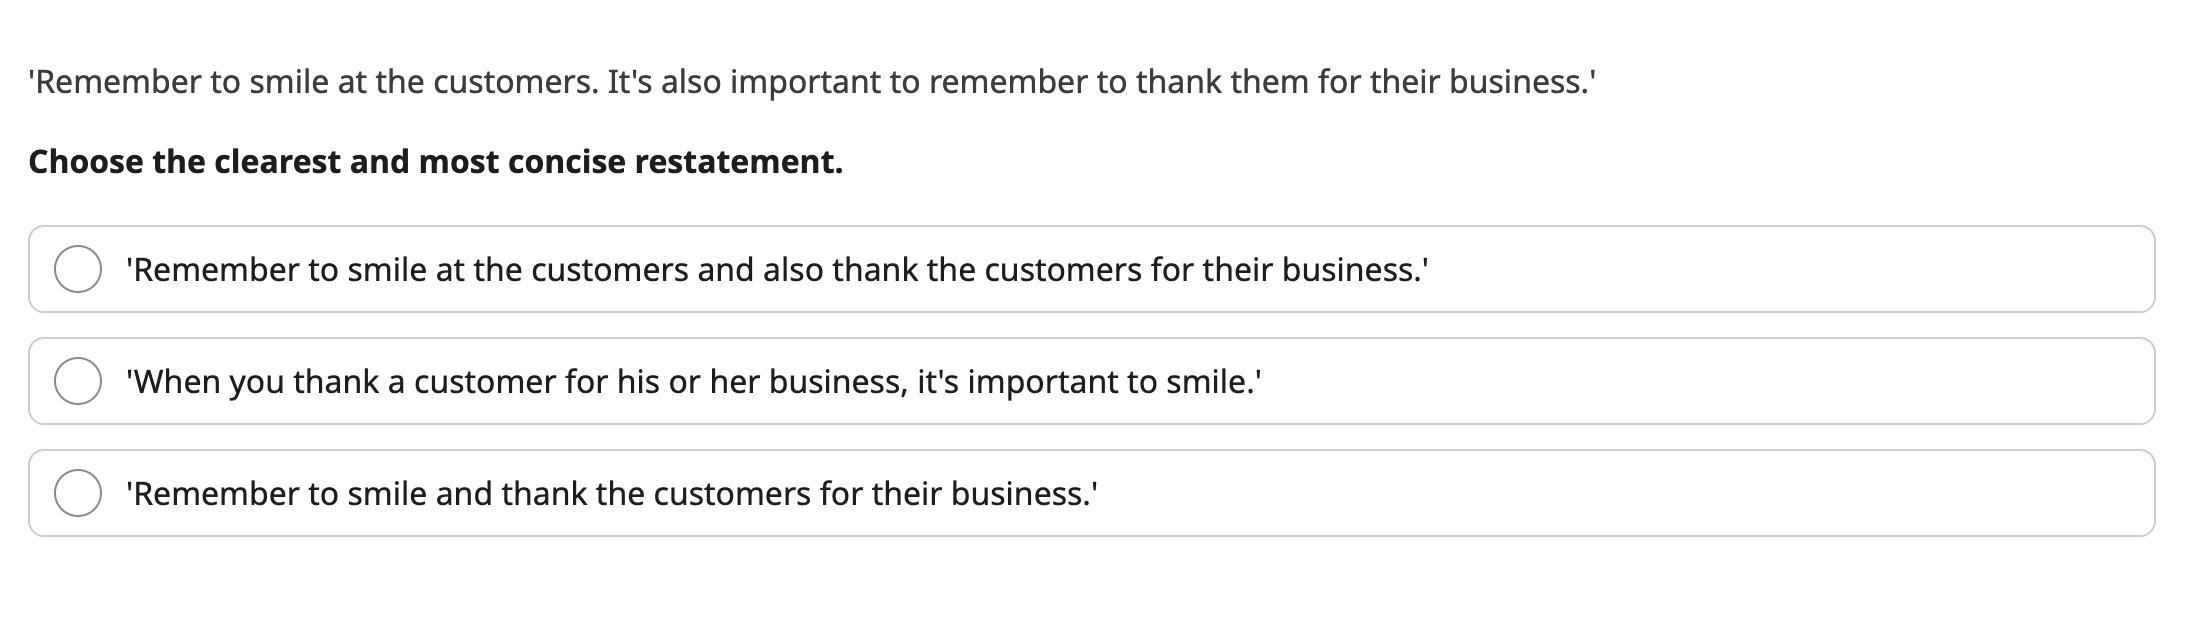 'Remember to smile at the customers. It's also important to remember to thank them for their business.'
Choose the clearest and most concise restatement.
'Remember to smile at the customers and also thank the customers for their business.'
'When you thank a customer for his or her business, it's important to smile.'
'Remember to smile and thank the customers for their business.'